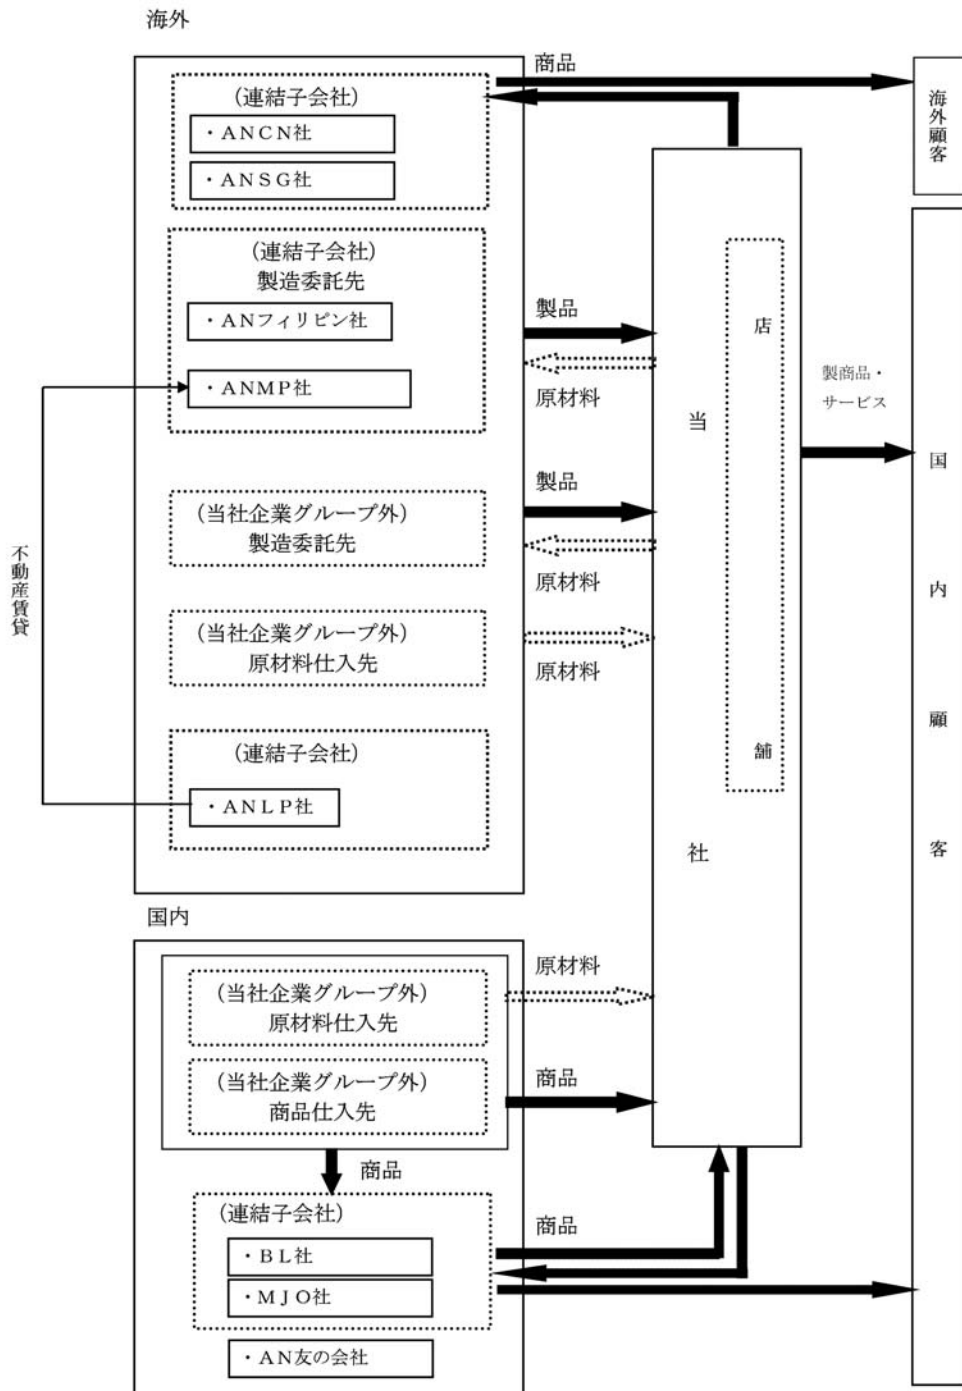 海外
商品
(連結子会社)
・ＡＮＣＮ社
・ＡＮＳＧ社
海外顧客
(連結子会社)
製造委託先
・ＡＮフィリピン社
・ＡＮＭＰ社
製品
原材料
製品
原材料
(当社企業グループ外)
製造委託先
(当社企業グループ外)
原材料仕入先
原材料
不動産賃貸
(連結子会社)
・ＡＮＬＰ社
当社
店舗
製商品・
サービス
国内顧客
国内
(当社企業グループ外)
原材料仕入先
原材料
(当社企業グループ外)
商品仕入先
商品
商品
(連結子会社)
・ＢＬ社
・ＭＪＯ社
商品
・ＡＮ友の会社